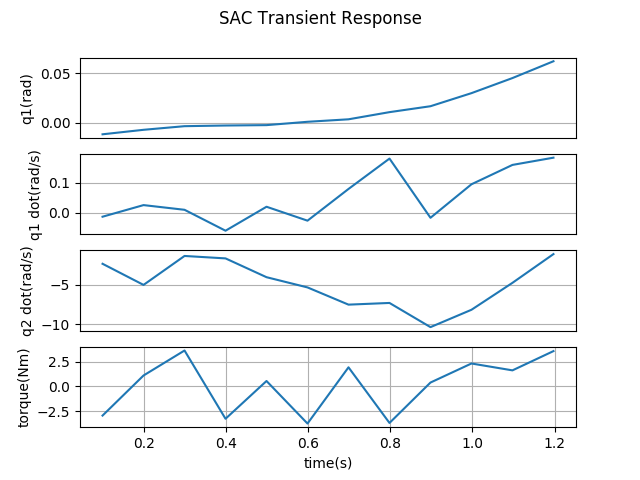 SAC Transient Response
q1(rad)
0.05
0.00
q1 dot(rad/s)
0.1
0.0
q2 dot(rad/s)
−5
−10
torque(Nm)
2.5
0.0
−2.5
0.2 0.4 0.6 0.8 1.0 1.2
time(s)